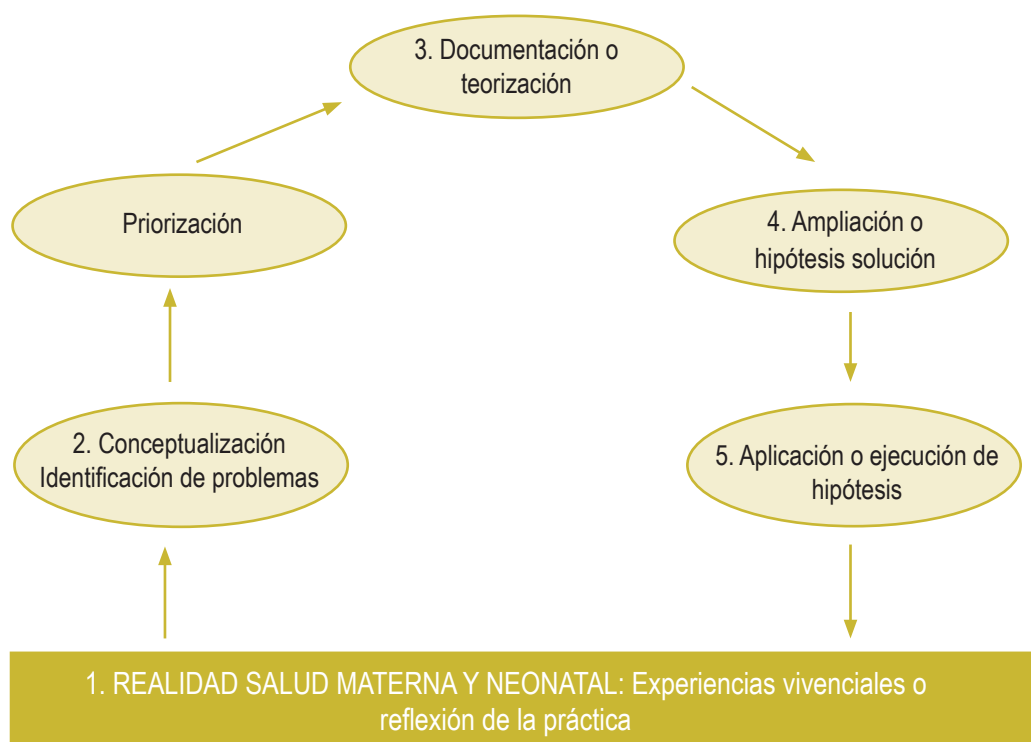 3. Documentación o
teorización
Priorización
4. Ampliación o
hipótesis solución
2. Conceptualización
Identificación de problemas
5. Aplicación o ejecución de
hipótesis
1. REALIDAD SALUD MATERNA Y NEONATAL: Experiencias vivenciales o
reflexión de la práctica